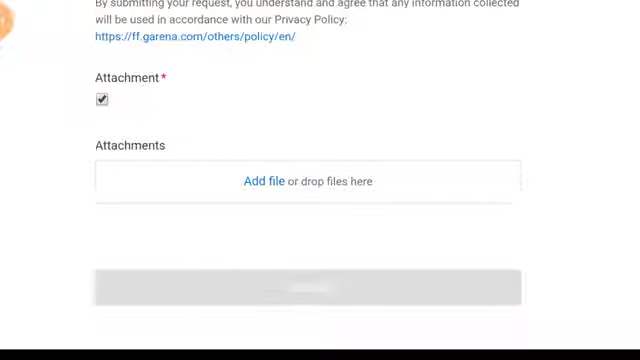 By submitting your request, you understand and agree that any information collected
will be used in accordance with our Privacy Policy:
https://ff.garena.com/others/policy/en/
Attachment*
Attachments
Add file or drop files here